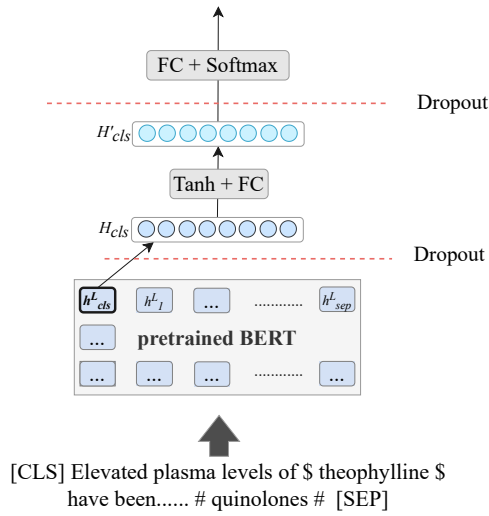 FC + Softmax
Dropout
H'cls
Tanh + FC
Hcls
Dropout
hLcls hL1 ... ............ hLsep
...
pretrained BERT
... ... ... ............ ...
[CLS] Elevated plasma levels of $ theophylline $
have been...... # quinolones # [SEP]